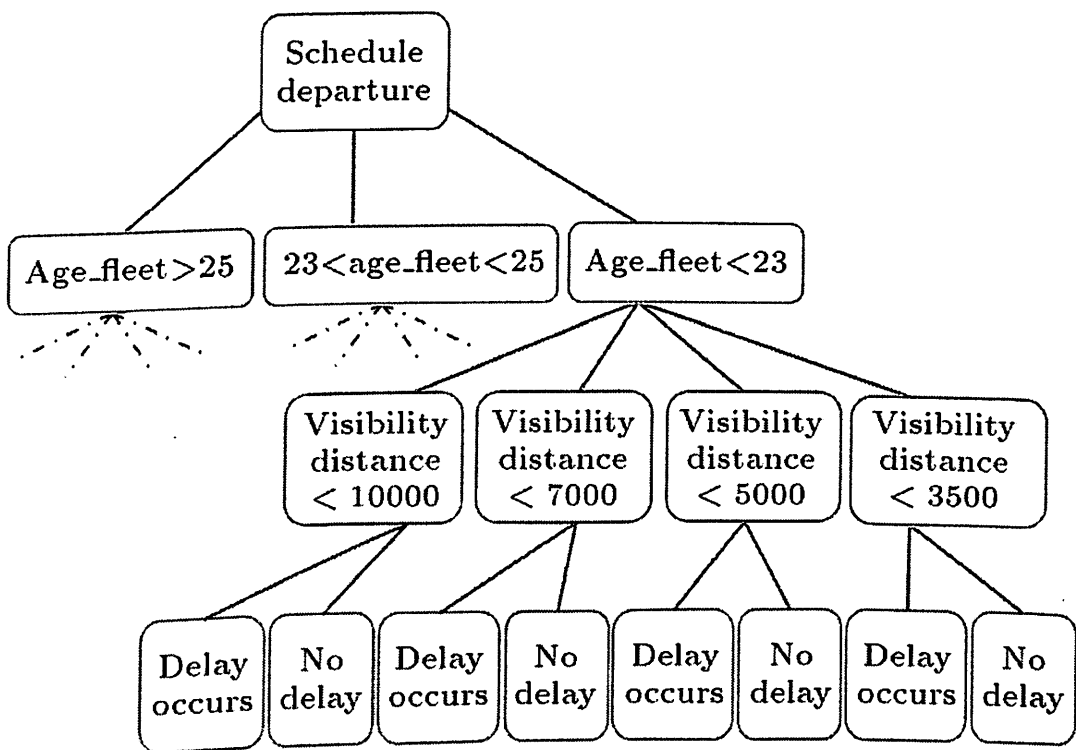 Schedule
departure
Age_fleet>25
23<age_fleet<25
Age_fleet<23
Visibility
distance
< 10000
Visibility
distance
< 7000
Visibility
distance
< 5000
Visibility
distance
< 3500
Delay
occurs
No
delay
Delay
occurs
No
delay
Delay
occurs
No
delay
Delay
occurs
No
delay